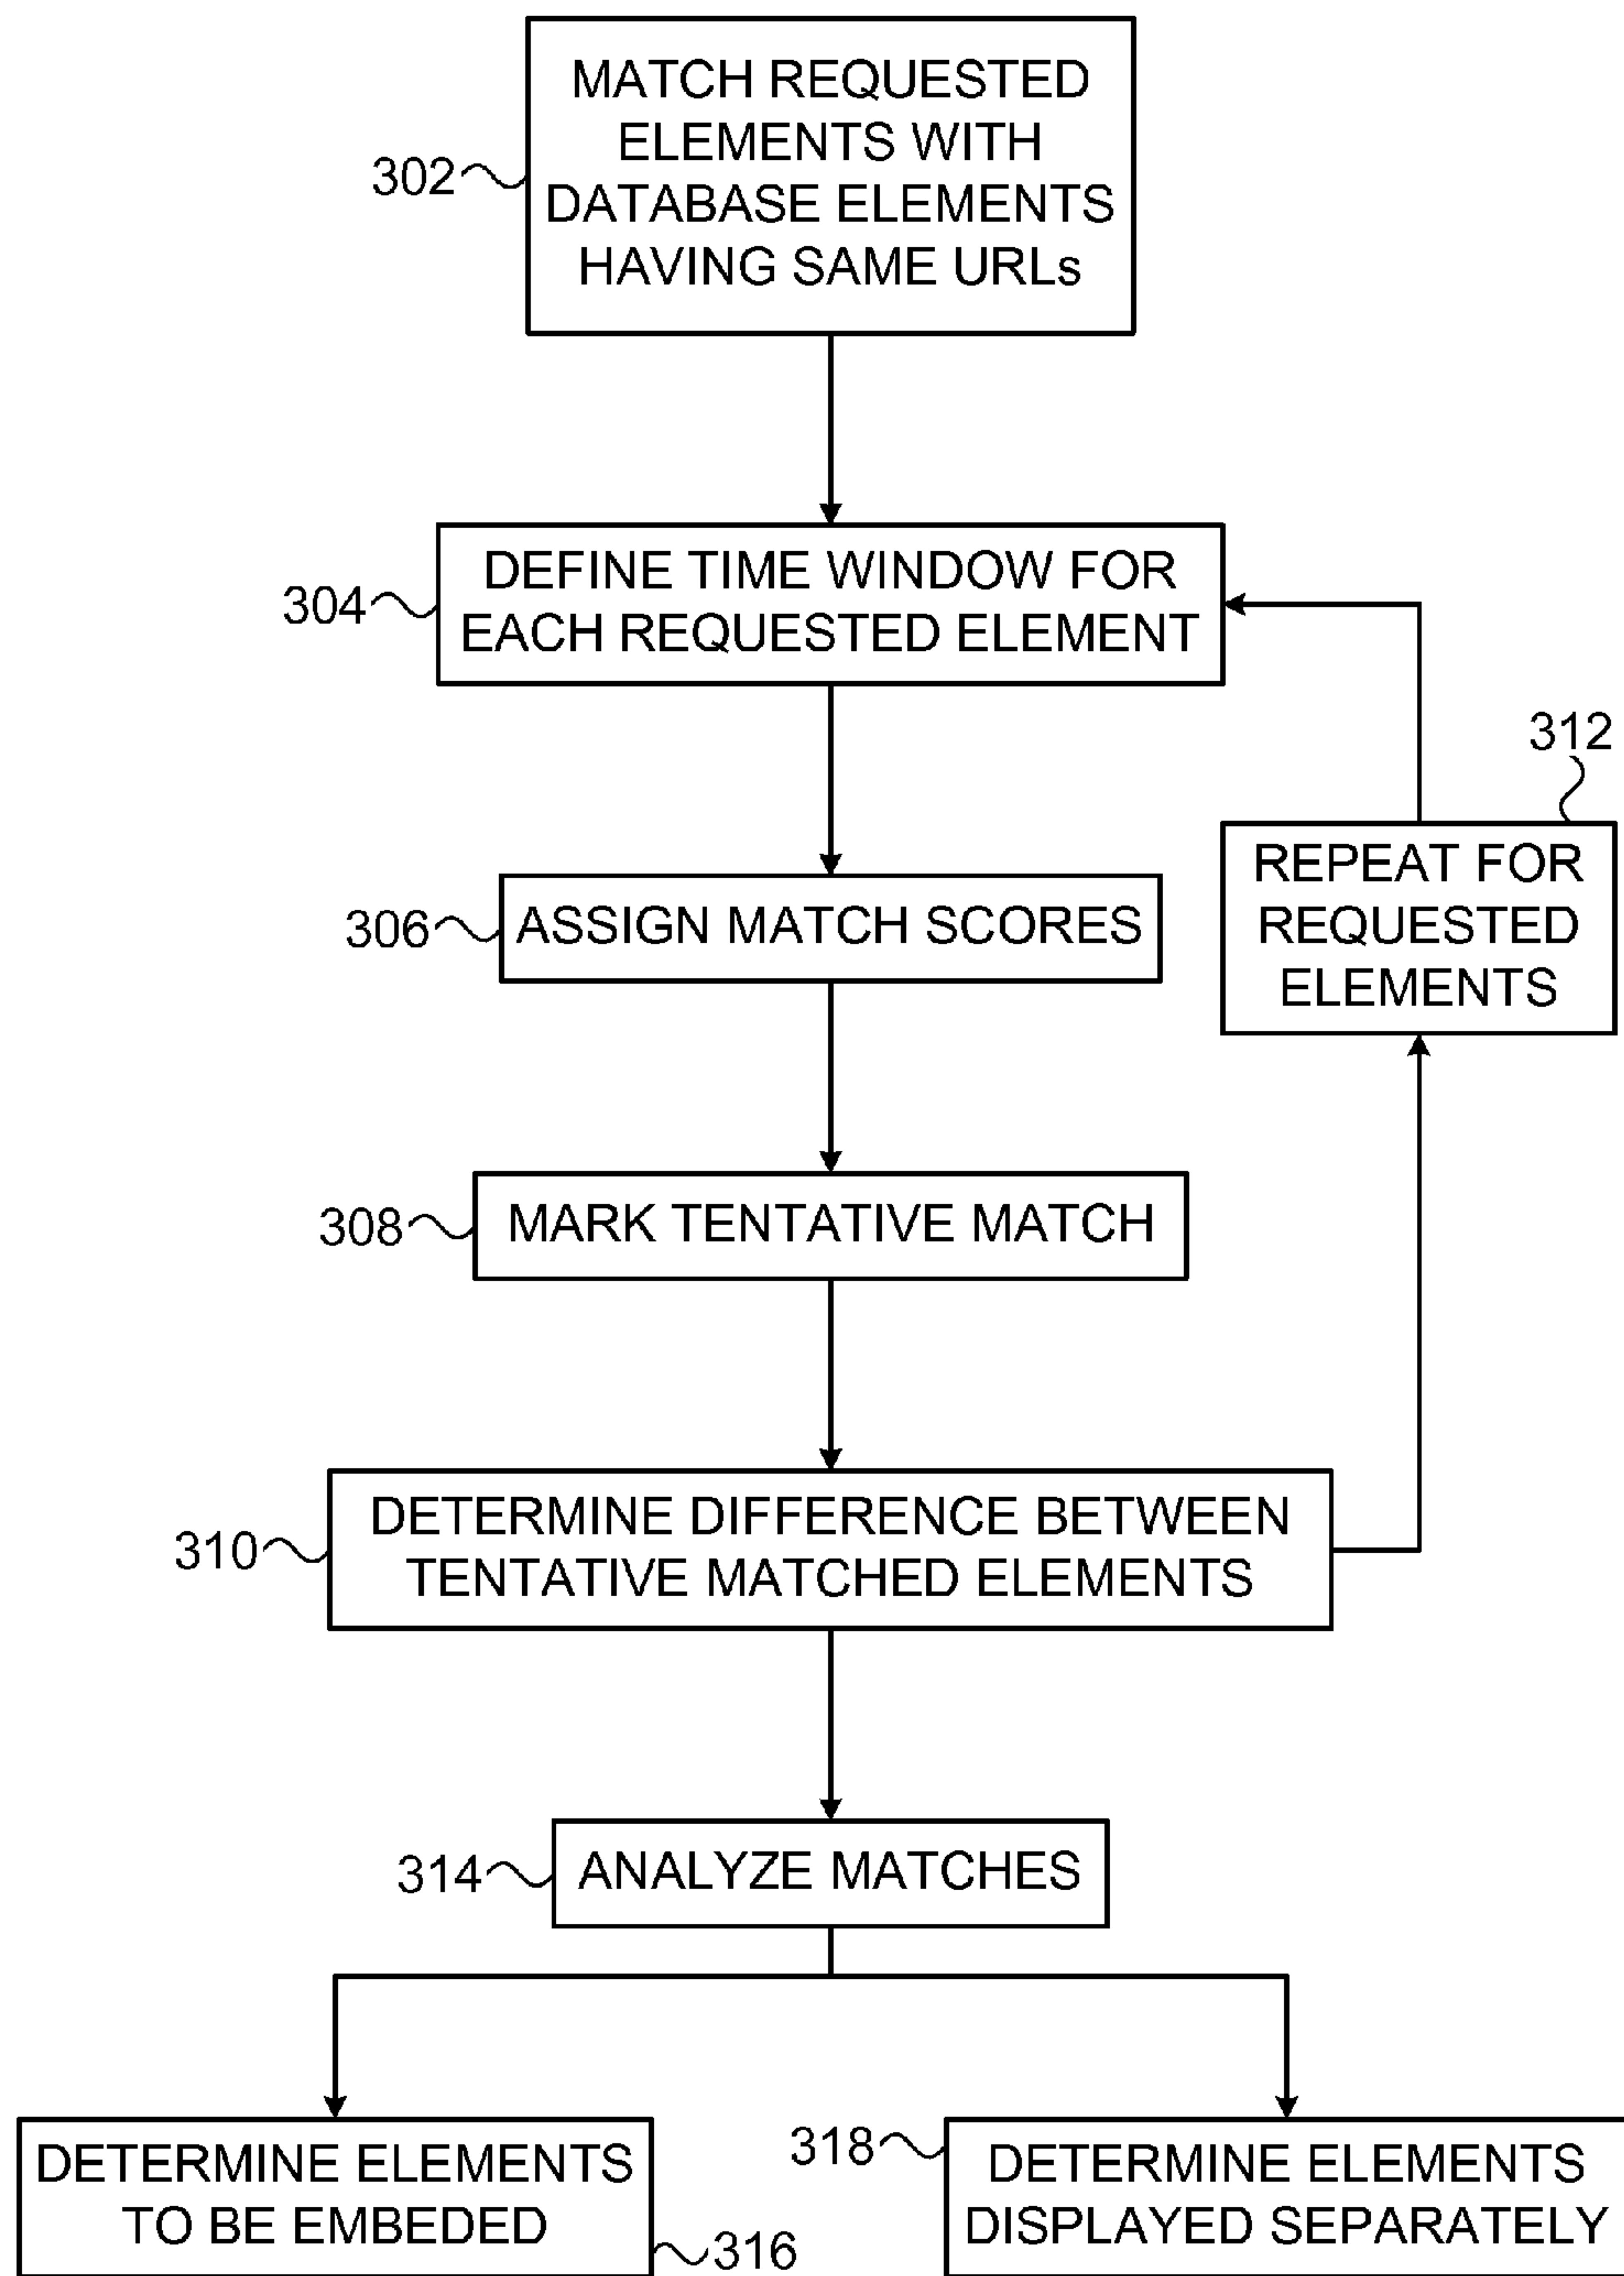 MATCH REQUESTED
ELEMENTS WITH
DATABASE ELEMENTS
HAVING SAME URLs
302
DEFINE TIME WINDOW FOR
EACH REQUESTED ELEMENT
304
312
REPEAT FOR
REQUESTED
ELEMENTS
306
ASSIGN MATCH SCORES
308
MARK TENTATIVE MATCH
310
DETERMINE DIFFERENCE BETWEEN
TENTATIVE MATCHED ELEMENTS
314
ANALYZE MATCHES
DETERMINE ELEMENTS
TO BE EMBEDED
316
318
DETERMINE ELEMENTS
DISPLAYED SEPARATELY